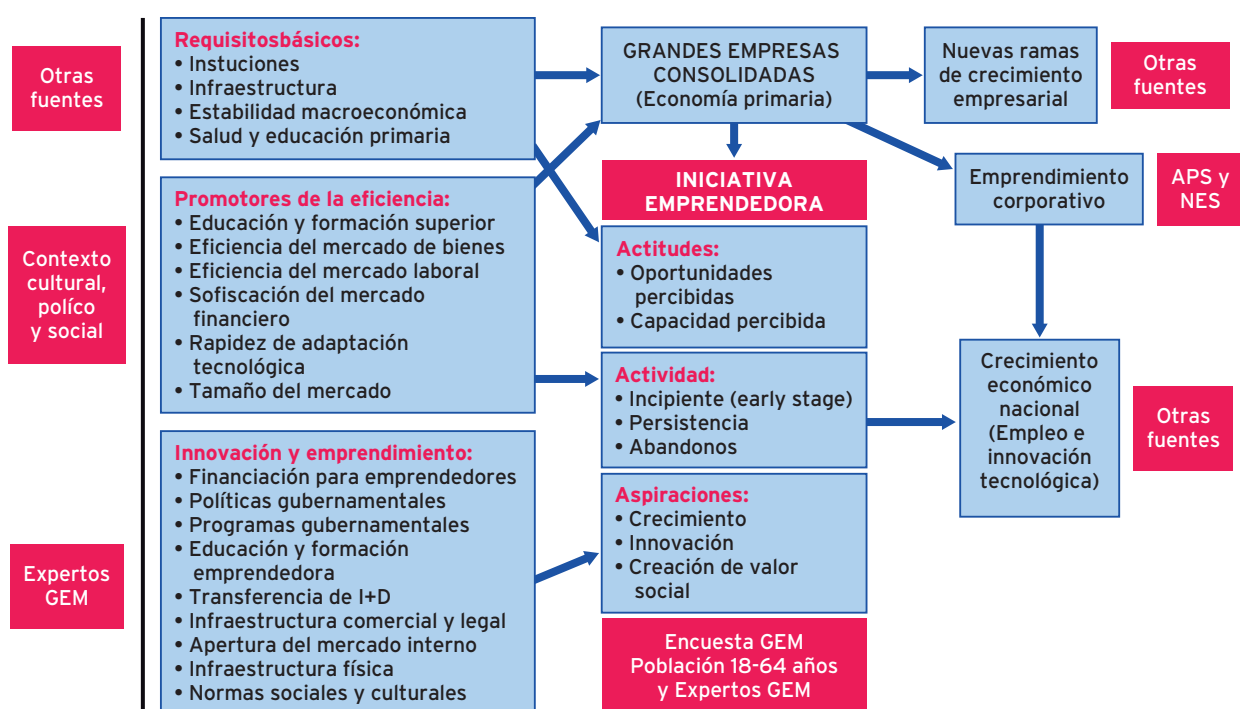 Otras
fuentes
Contexto
cultural,
políco
y social
Expertos
GEM
Requisitosbásicos:
• Instuciones
• Infraestructura
• Estabilidad macroeconómica
• Salud y educación primaria
Promotores de la eficiencia:
• Educación y formación superior
• Eficiencia del mercado de bienes
• Eficiencia del mercado laboral
• Sofiscación del mercado
financiero
• Rapidez de adaptación
tecnológica
• Tamaño del mercado
Innovación y emprendimiento:
• Financiación para emprendedores
• Políticas gubernamentales
• Programas gubernamentales
• Educación y formación
emprendedora
• Transferencia de I+D
• Infraestructura comercial y legal
• Apertura del mercado interno
• Infraestructura física
• Normas sociales y culturales
GRANDES EMPRESAS
CONSOLIDADAS
(Economía primaria)
INICIATIVA
EMPRENDEDORA
Actitudes:
• Oportunidades
percibidas
• Capacidad percibida
Actividad:
• Incipiente (early stage)
• Persistencia
• Abandonos
Aspiraciones:
• Crecimiento
• Innovación
• Creación de valor
social
Encuesta GEM
Población 18-64 años
y Expertos GEM
Nuevas ramas
de crecimiento
empresarial
Otras
fuentes
Emprendimiento
corporativo
APS y
NES
Crecimiento
económico
nacional
(Empleo e
innovación
tecnológica)
Otras
fuentes